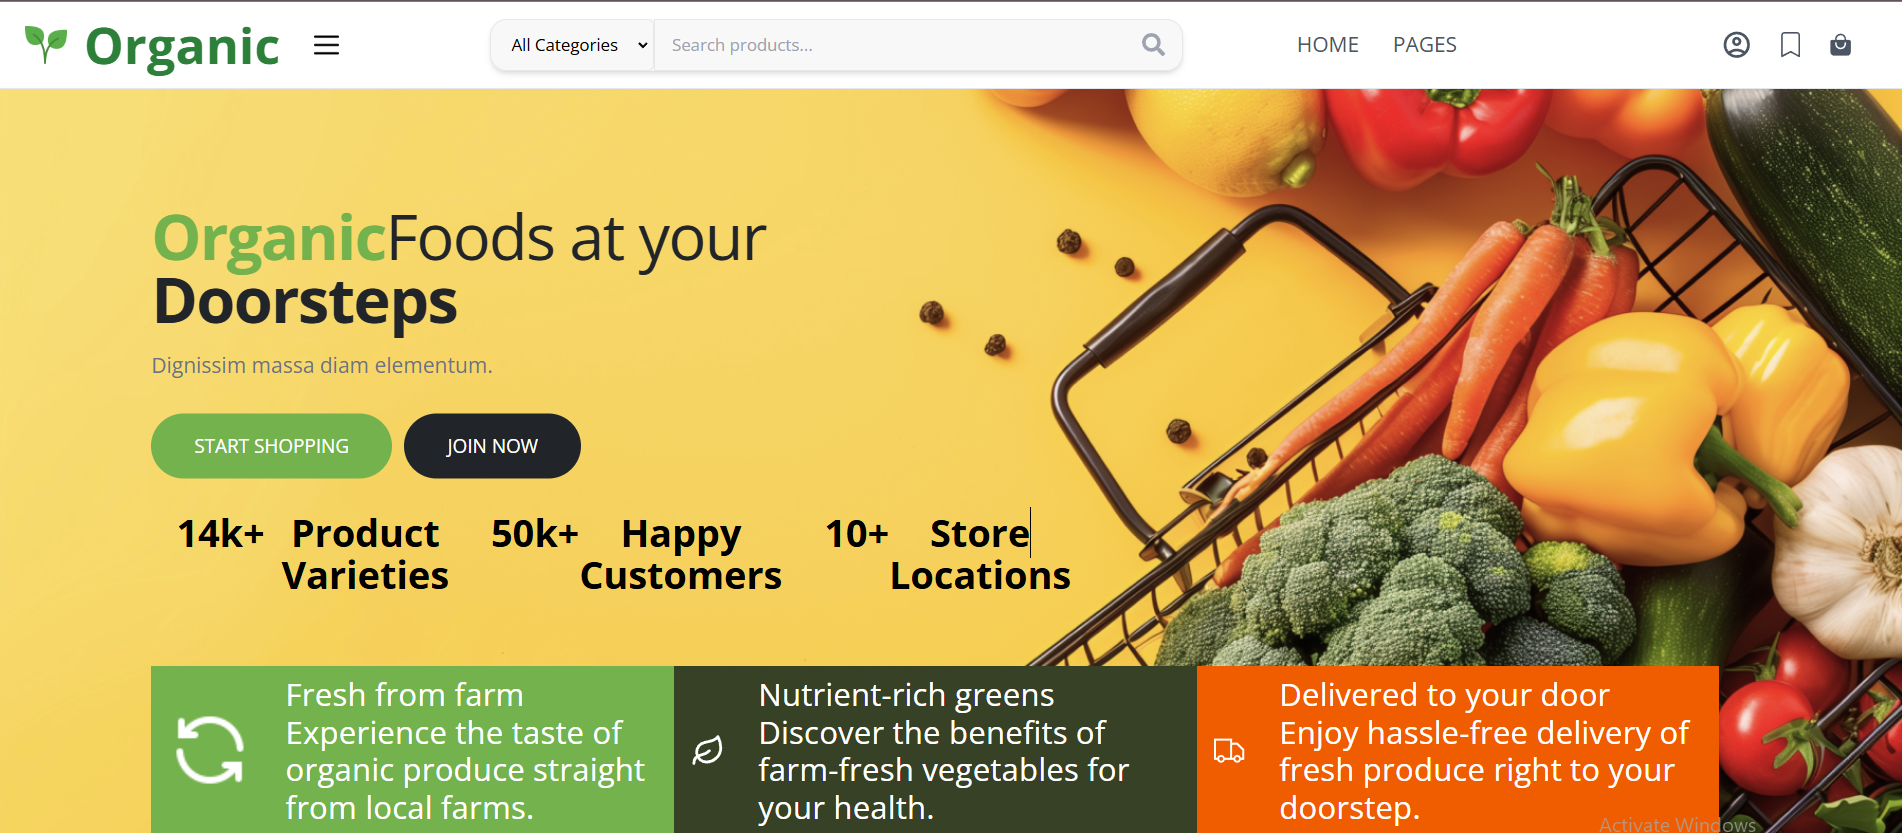 Organic
All Categories
Search products...
HOME PAGES
OrganicFoods at your
Doorsteps
Dignissim massa diam elementum.
START SHOPPING
JOIN NOW
14k+ Product
Varieties
50k+ Happy
Customers
10+ Store
Locations
Fresh from farm
Experience the taste of
organic produce straight
from local farms.
Nutrient-rich greens
Discover the benefits of
farm-fresh vegetables for
your health.
Delivered to your door
Enjoy hassle-free delivery of
fresh produce right to your
doorstep.
Activate Windows